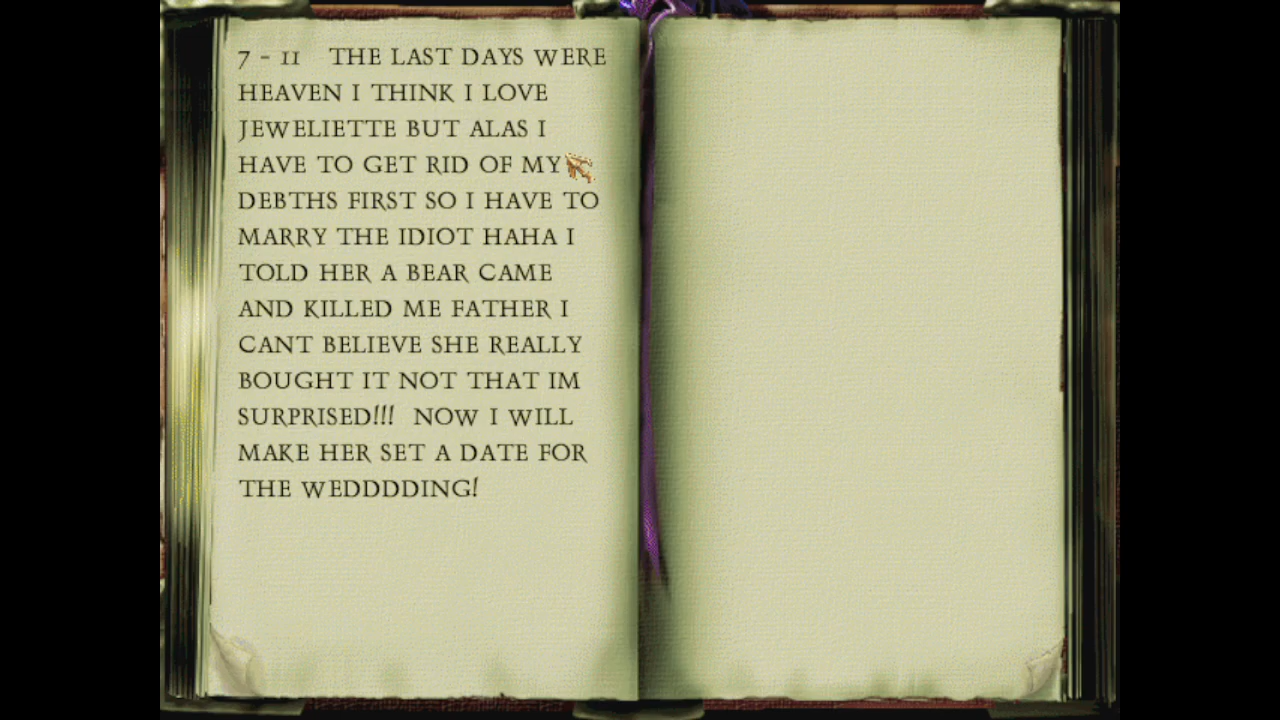 7 - 11 THE LAST DAYS WERE
HEAVEN I THINK I LOVE
JEWELIETTE BUT ALAS I
HAVE TO GET RID OF MY
DEBTHS FIRST SO I HAVE TO
MARRY THE IDIOT HAHA I
TOLD HER A BEAR CAME
AND KILLED ME FATHER I
CANT BELIEVE SHE REALLY
BOUGHT IT NOT THAT IM
SURPRISED!!! NOW I WILL
MAKE HER SET A DATE FOR
THE WEDDDDING!